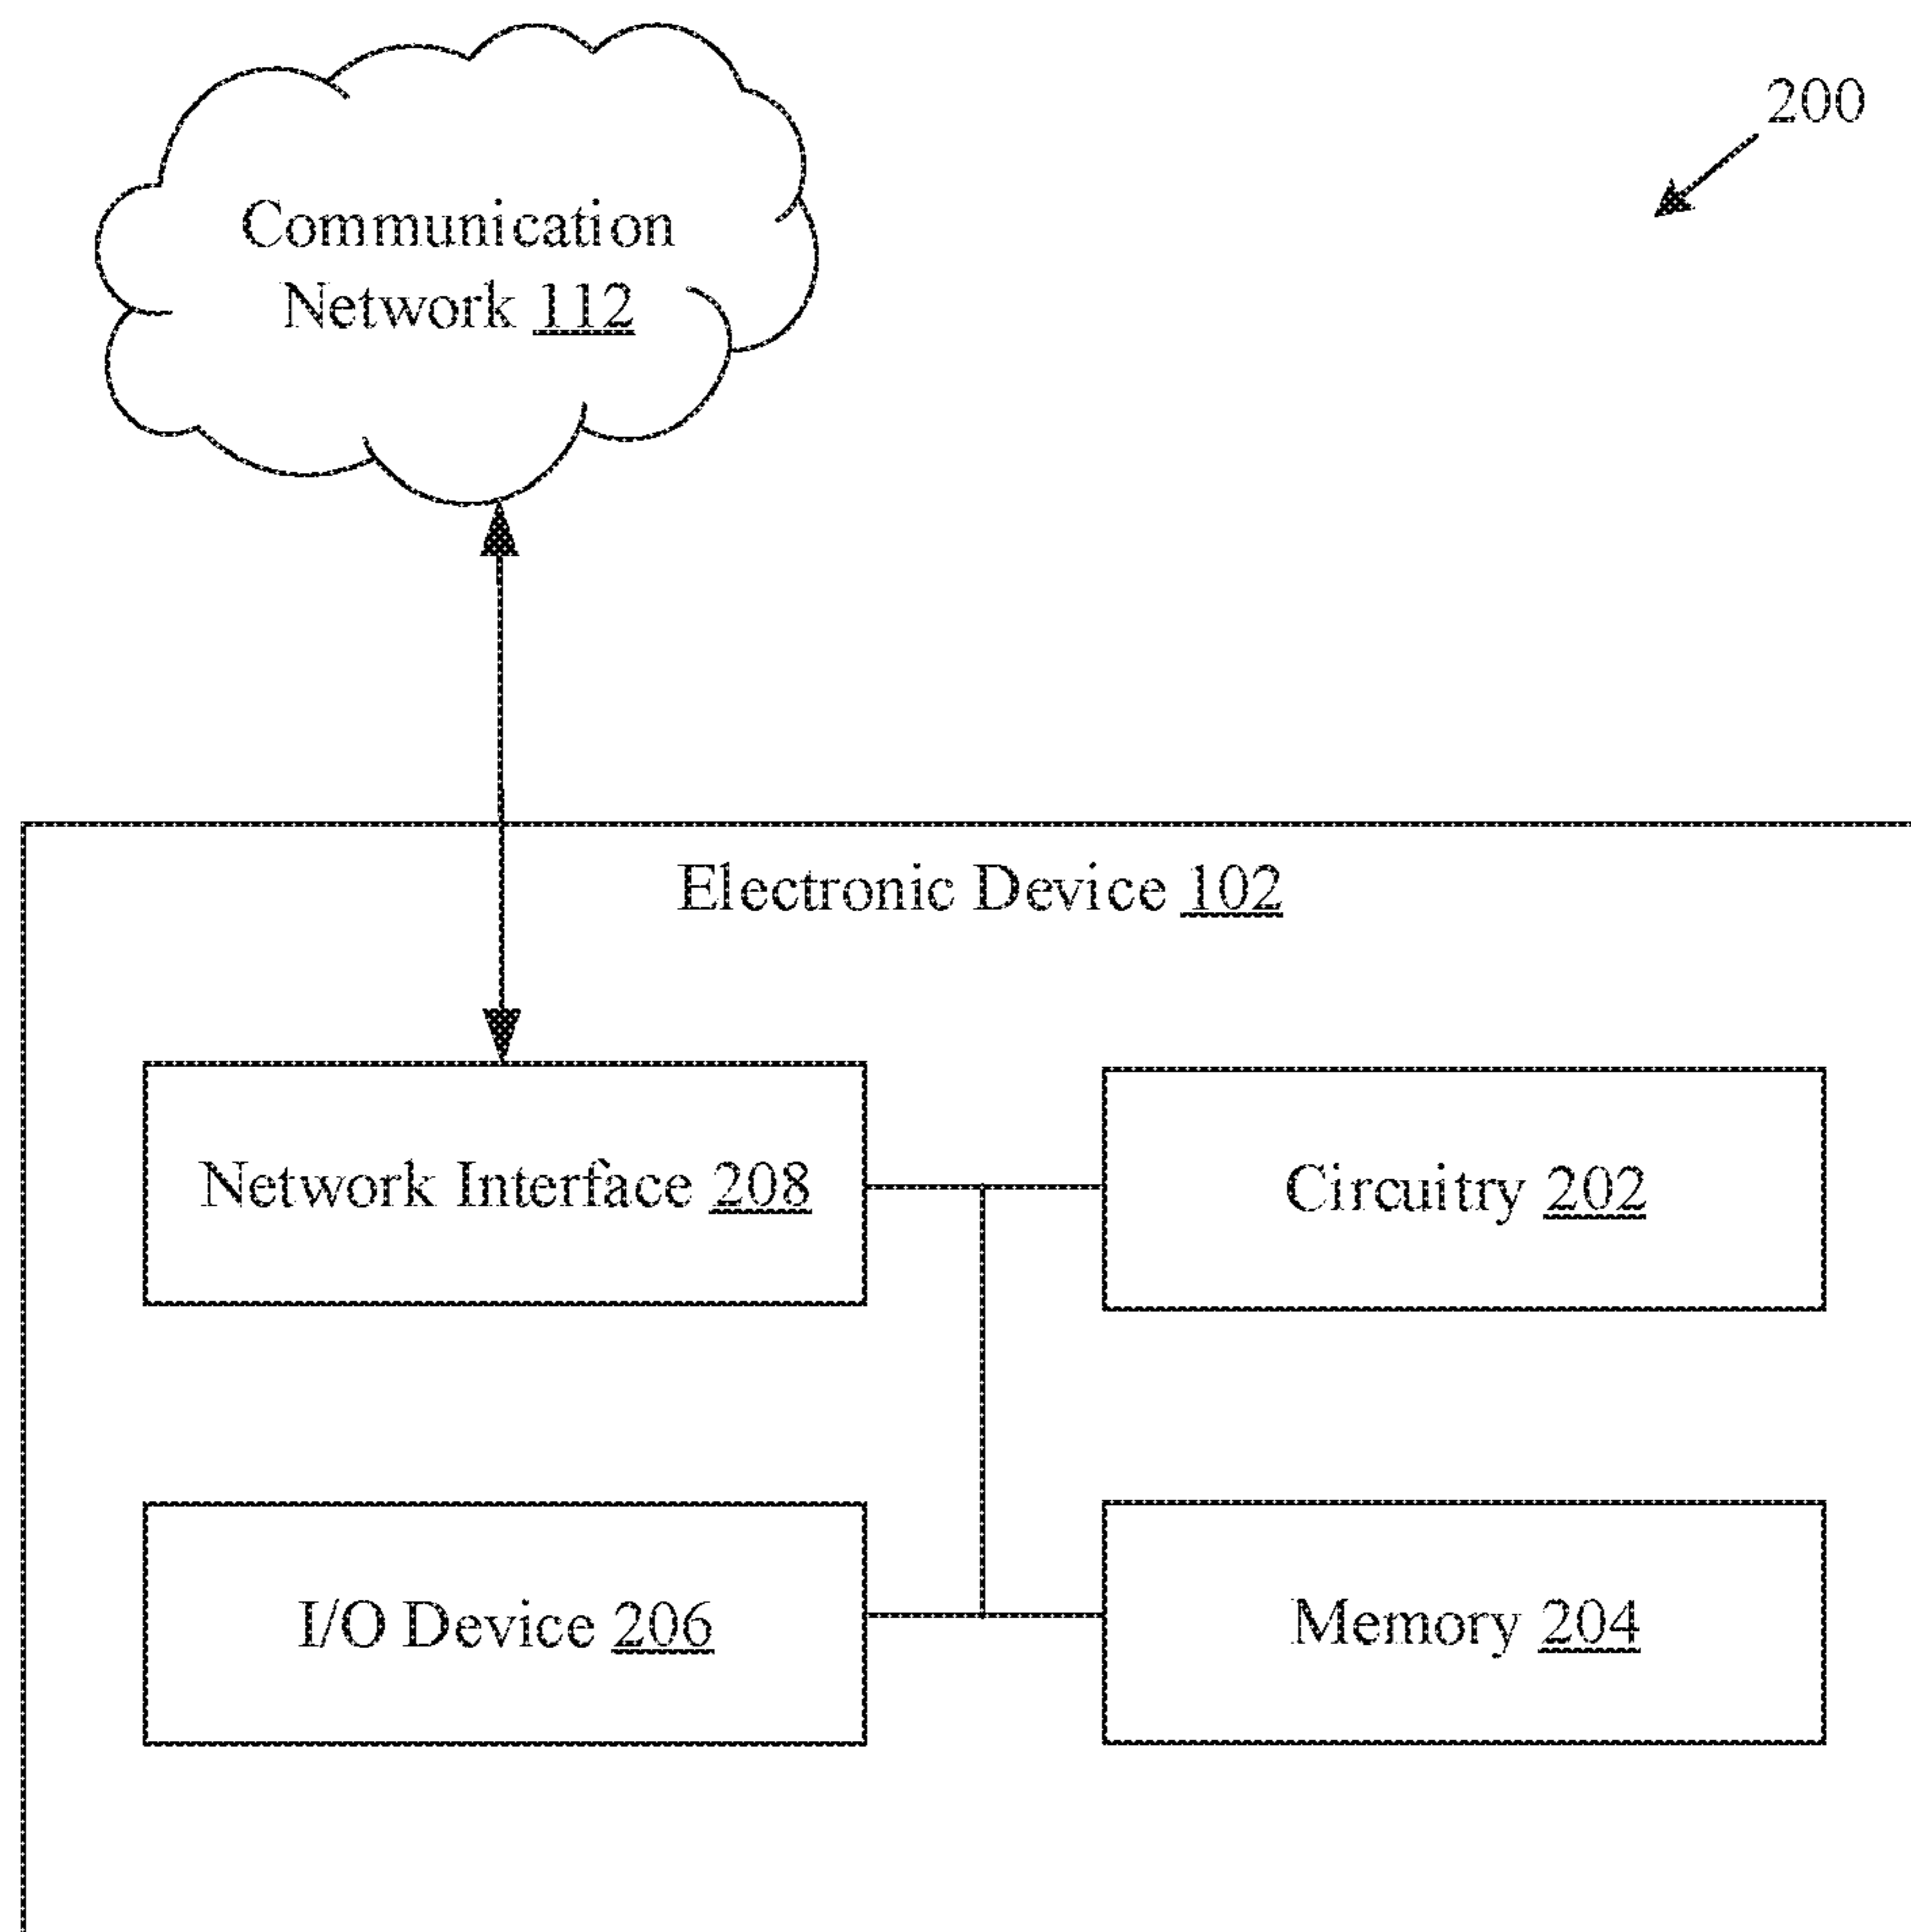 200
Communication
Network 112
Electronic Device 102
Network Interface 208
Circuitry 202
I/O Device 206
Memory 204